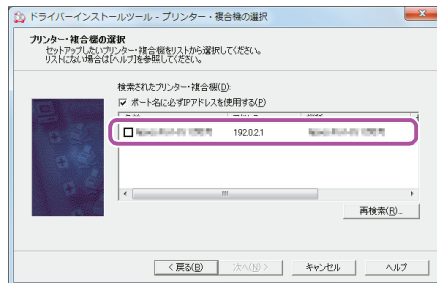 ドライバーインストールツール - プリンター・複合機の選択
プリンター・複合機の選択
セットアップしたいプリンター・複合機をリストから選択してください。
リストにない場合は[ヘルプ]を参照してください。
検索されたプリンター・複合機(D):
ポート名に必ずIPアドレスを使用する(P)
192.0.2.1
再検索(R)...
< 戻る(B)
次へ(N) >
キャンセル
ヘルプ